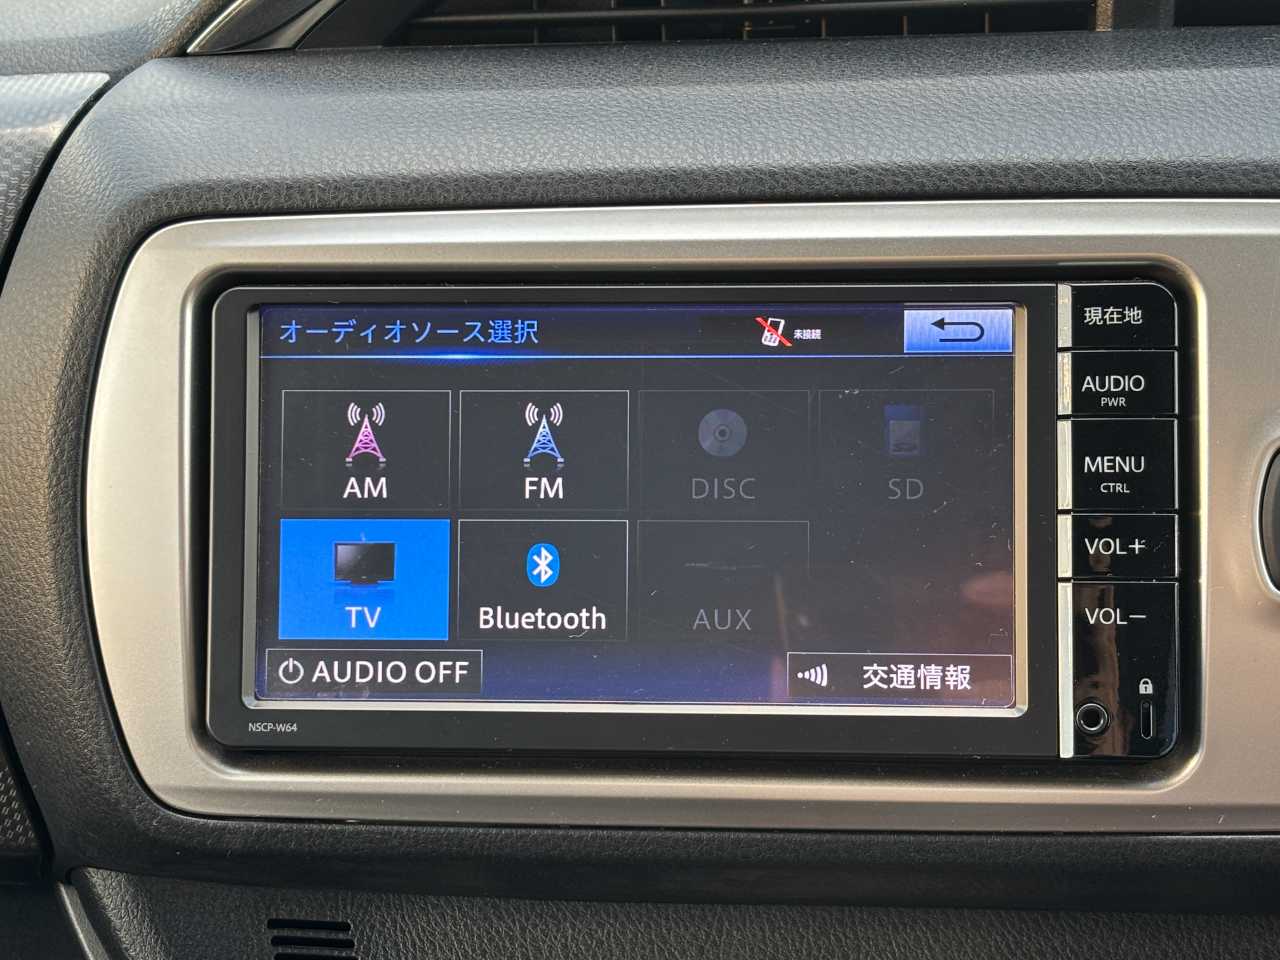 オーディオソース選択
未接続
AM
FM
DISC
SD
TV
Bluetooth
AUX
AUDIO OFF
交通情報
NSCP-W64
現在地
AUDIO
PWR
MENU
CTRL
VOL+
VOL−